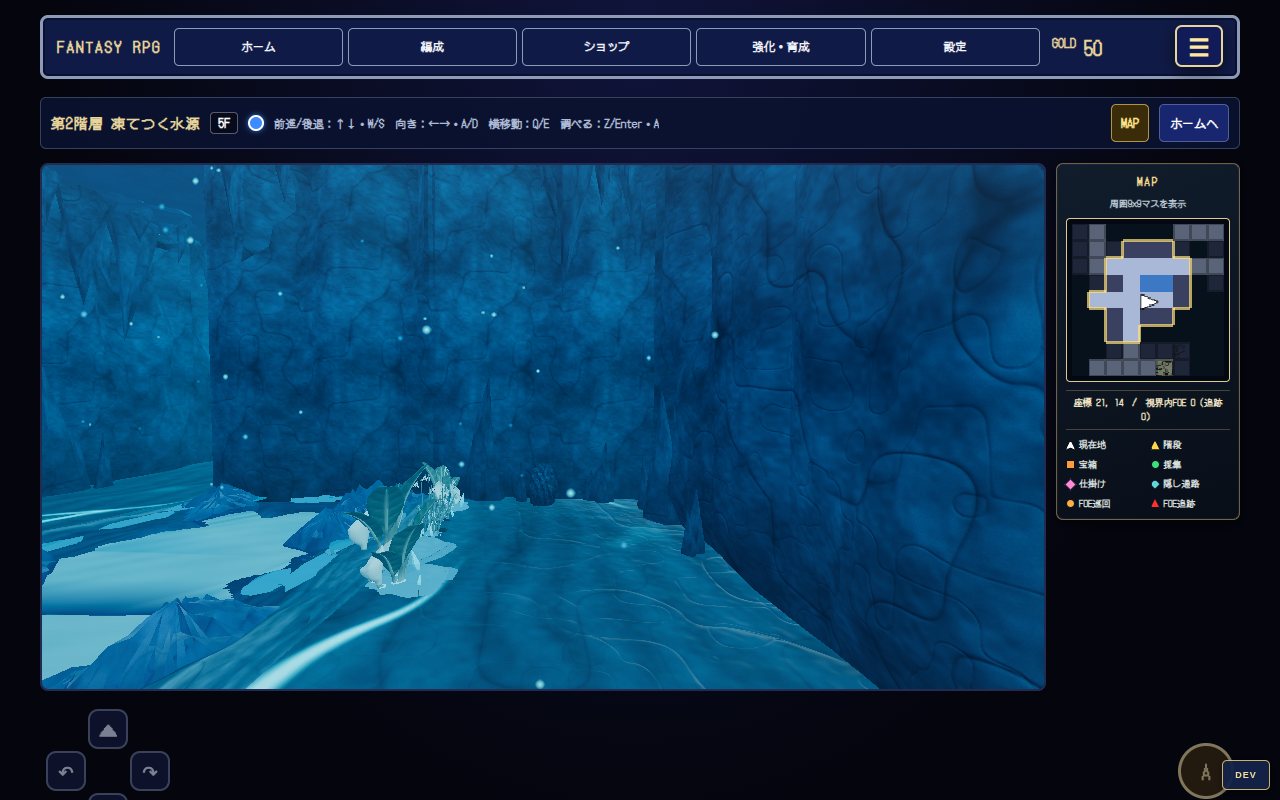 FANTASY RPG
ホーム
編成
ショップ
強化・育成
設定
GOLD 50
第2階層 凍てつく水源
5F
前進/後退：↑↓・W/S 向き：←→・A/D 横移動：Q/E 調べる：Z/Enter・A
MAP
ホームへ
MAP
周囲9x9マスを表示
座標 21, 14 / 視界内FOE 0（追跡
0）
現在地
階段
宝箱
採集
仕掛け
隠し通路
FOE巡回
FOE追跡
A
DEV